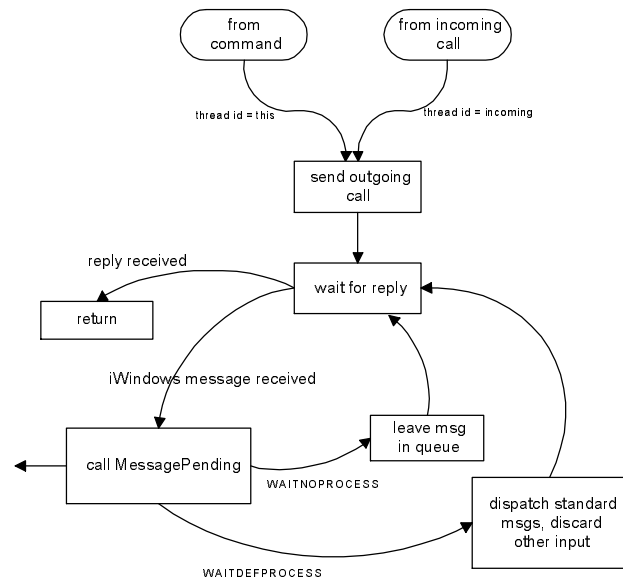 from
command
from incoming
call
thread id = this
thread id = incoming
send outgoing
call
reply received
wait for reply
return
iWindows message received
leave msg
in queue
call MessagePending
WAITNOPROCESS
dispatch standard
msgs, discard
other input
WAITDEFPROCESS